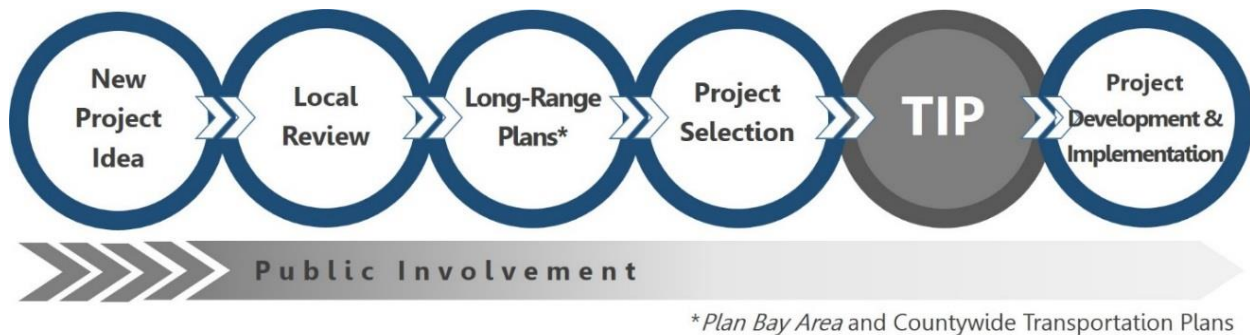 New
Project
Idea
Local
Review
Long-Range
Plans*
Project
Selection
TIP
Project
Development &
Implementation
Public Involvement
*Plan Bay Area and Countywide Transportation Plans